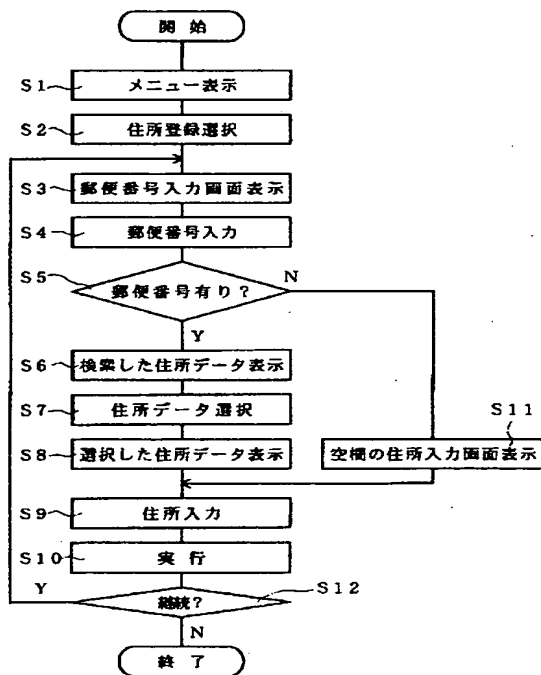 開 始
S1
メニュー表示
S2
住所登録選択
S3
郵便番号入力画面表示
S4
郵便番号入力
S5
郵便番号有り?
N
Y
S6
検索した住所データ表示
S7
住所データ選択
S8
選択した住所データ表示
S11
空欄の住所入力画面表示
S9
住所入力
S10
実 行
Y
継続?
S12
N
終 了